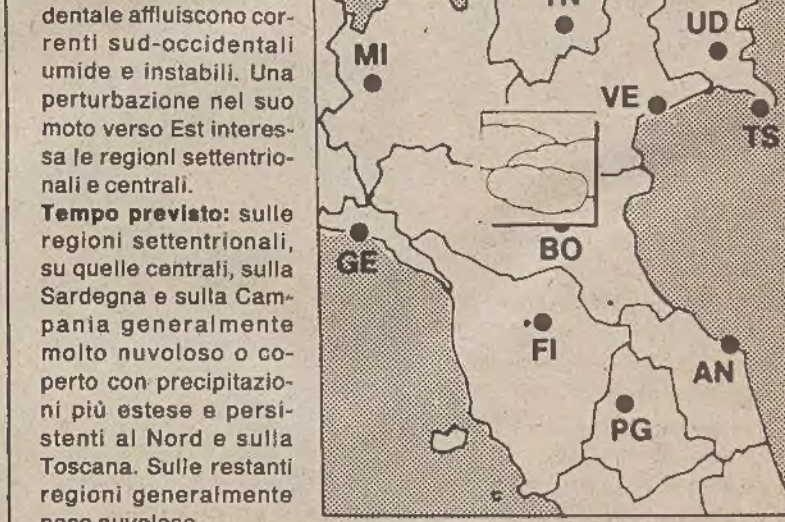 dentale affluiscono cor-
renti sud-occidentali
umide e instabili. Una
perturbazione nel suo
moto verso Est interes-
sa le regioni settentrio-
nali e centrali.
Tempo previsto: sulle
regioni settentrionali,
su quelle centrali, sulla
Sardegna e sulla Cam-
pania generalmente
molto nuvoloso o co-
perto con precipitazio-
ni più estese e persi-
stenti al Nord e sulla
Toscana. Sulle restanti
regioni generalmente
poco nuvoloso
TN
UD
MI
VE
TS
GE
BO
FI
AN
PG